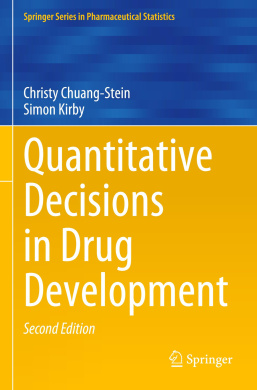 Springer Series in Pharmaceutical Statistics
Christy Chuang-Stein
Simon Kirby
Quantitative
Decisions
in Drug
Development
Second Edition
Springer